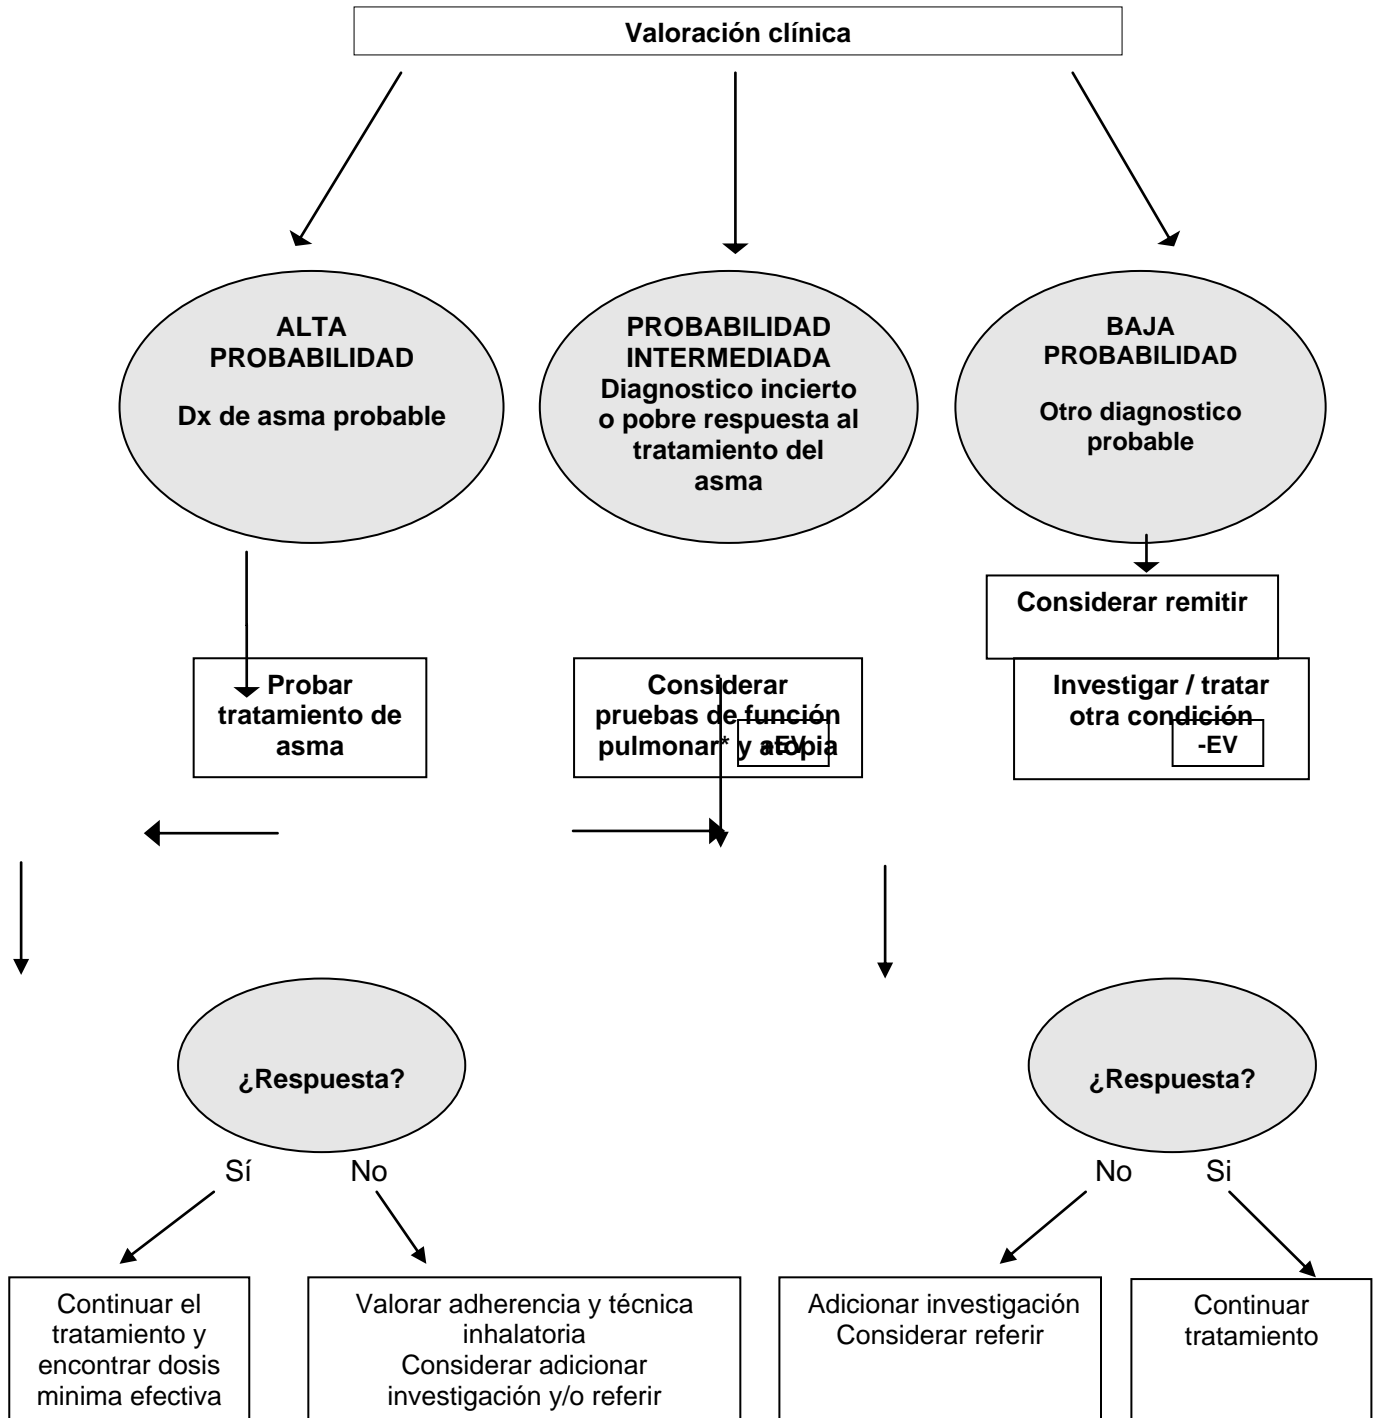 Valoración clínica
ALTA
PROBABILIDAD
Dx de asma probable
PROBABILIDAD
INTERMEDIADA
Diagnostico incierto
o pobre respuesta al
tratamiento del
asma
BAJA
PROBABILIDAD
Otro diagnostico
probable
Considerar remitir
Probar
tratamiento de
asma
Considerar
pruebas de función
pulmonar* y atopia
Investigar / tratar
otra condición
-EV
¿Respuesta?
¿Respuesta?
Sí No
No Si
Continuar el
tratamiento y
encontrar dosis
minima efectiva
Valorar adherencia y técnica
inhalatoria
Considerar adicionar
investigación y/o referir
Adicionar investigación
Considerar referir
Continuar
tratamiento